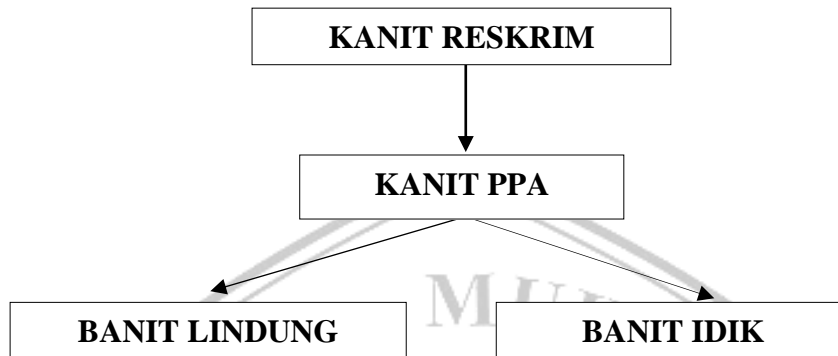 KANIT RESKRIM
KANIT PPA
BANIT LINDUNG
BANIT IDIK